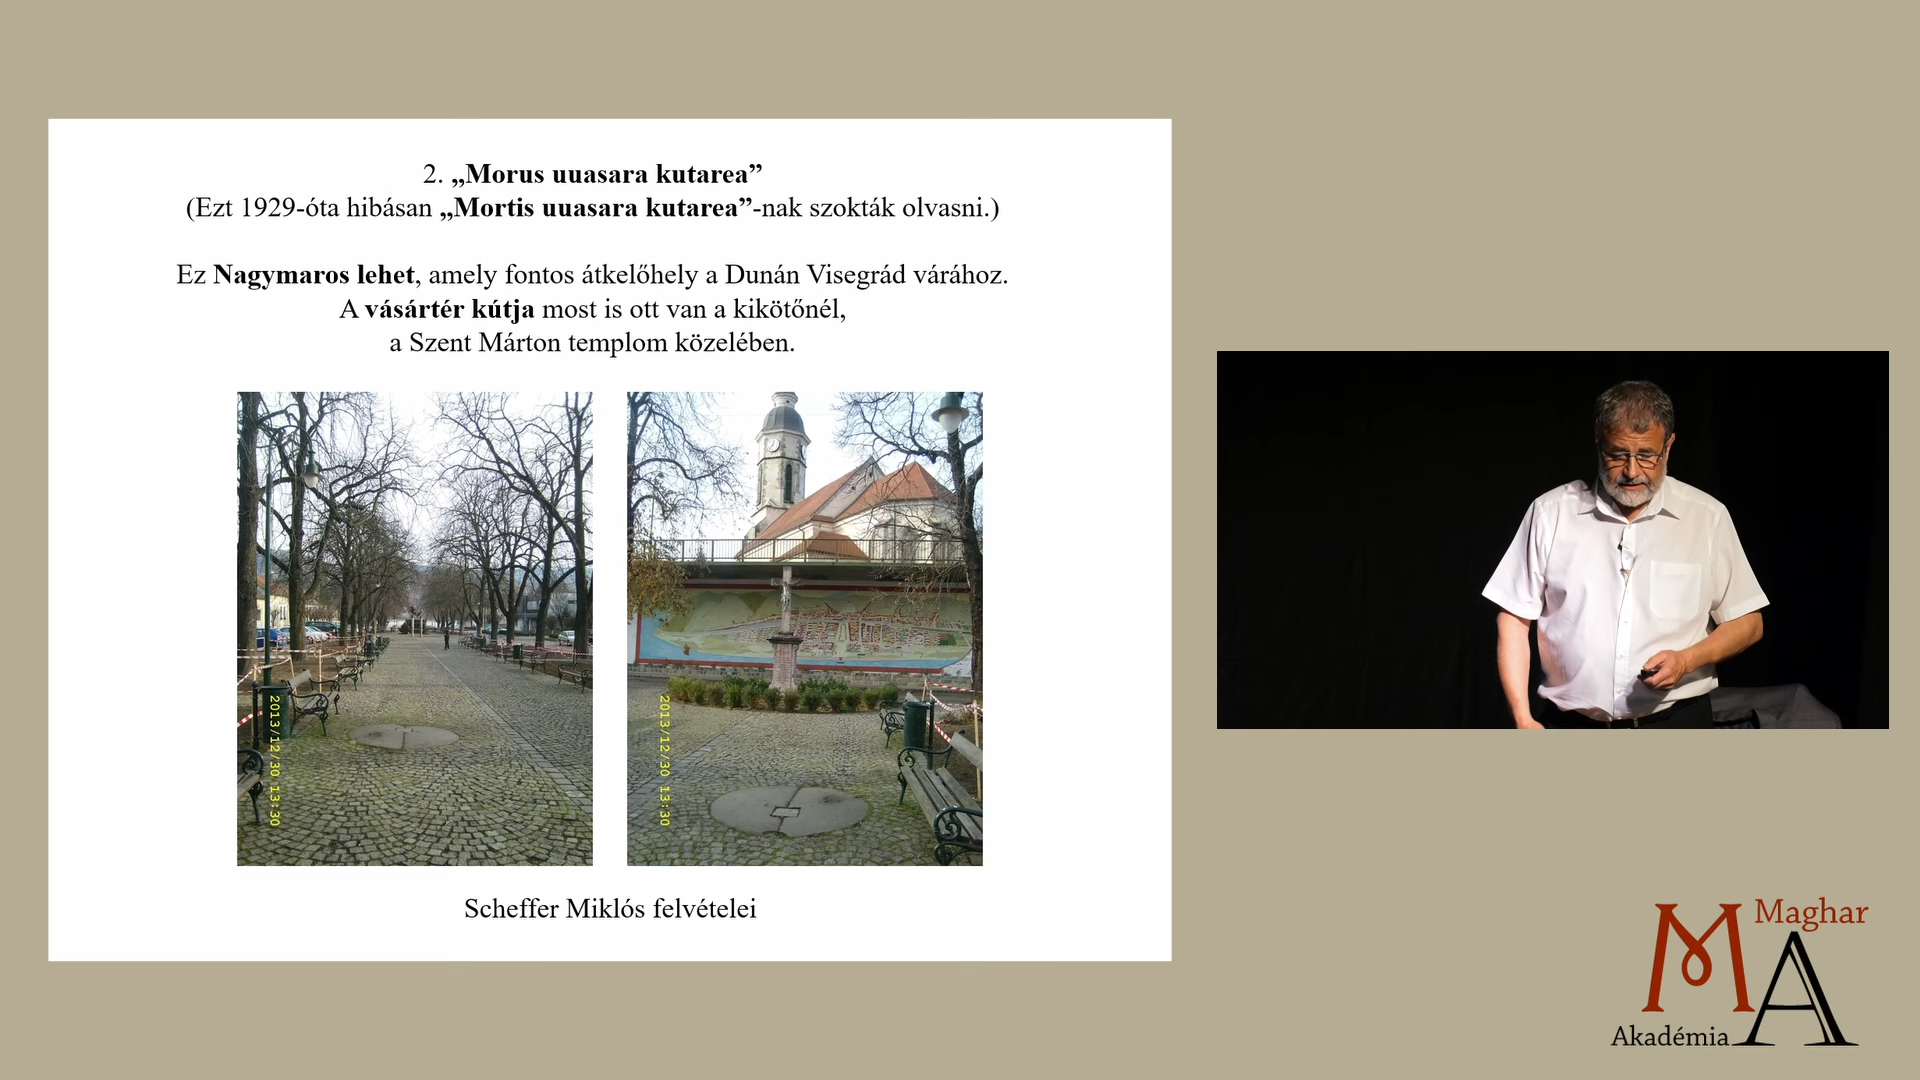 2. „Morus uuasara kutarea”
(Ezt 1929-óta hibásan „Mortis uuasara kutarea”-nak szokták olvasni.)
Ez Nagymaros lehet, amely fontos átkelőhely a Dunán Visegrád várához.
A vásártér kútja most is ott van a kikötőnél,
a Szent Márton templom közelében.
2013/12/30 13:30
2013/12/30 13:30
Scheffer Miklós felvételei
MA
Maghar
Akadémia